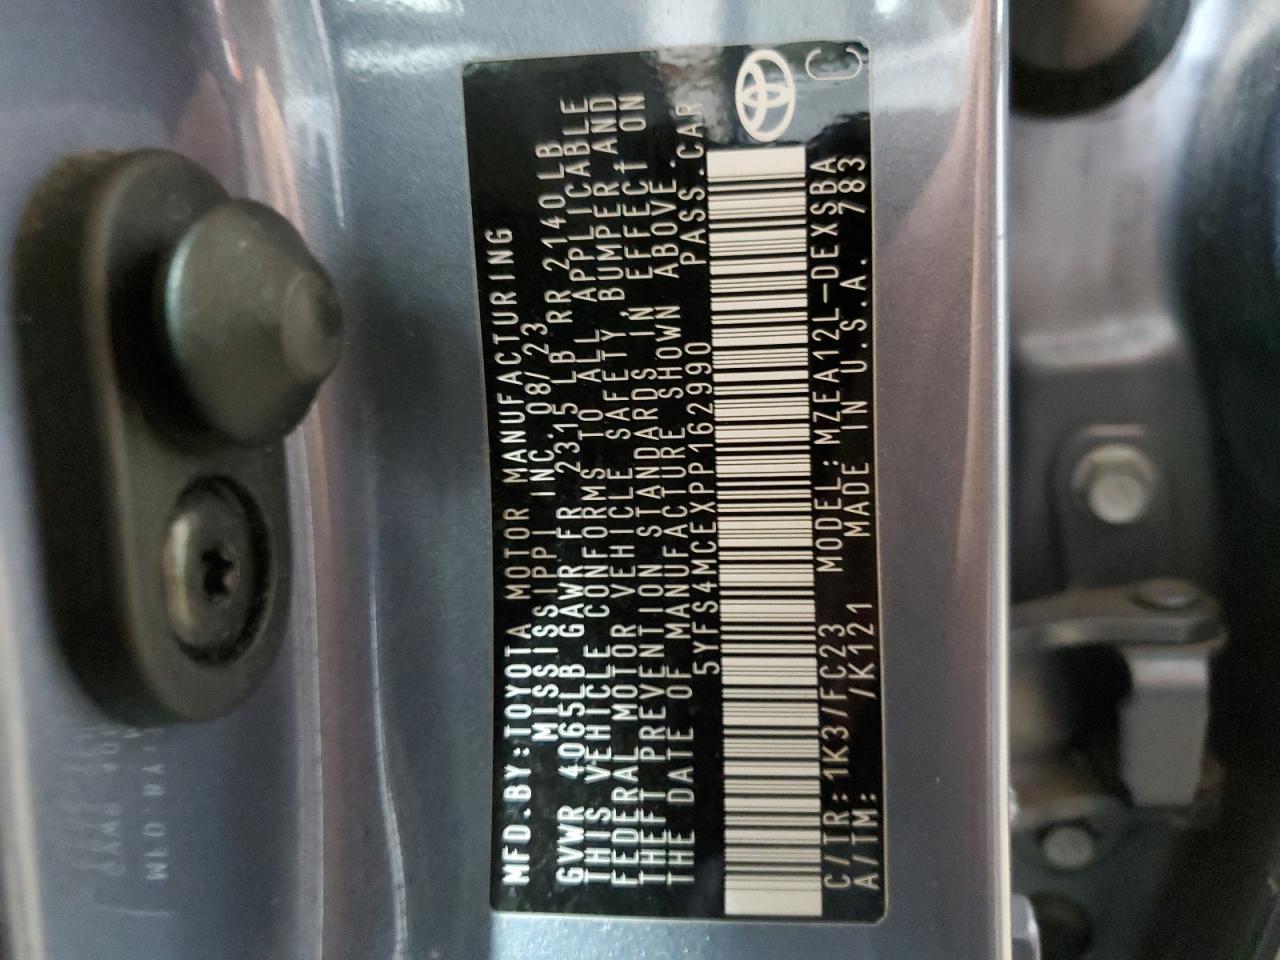 MFD.BY:TOYOTA MOTOR MANUFACTURING
MISSISSIPPI INC. 08/23
GVWR 4065LB GAWR FR 2315 LB RR 2140LB
THIS VEHICLE CONFORMS TO ALL APPLICABLE
FEDERAL MOTOR VEHICLE SAFETY, BUMPER AND
THEFT PREVENTION STANDARDS IN EFFECT ON
THE DATE OF MANUFACTURE SHOWN ABOVE.
5YFS4MCEXPP162990 PASS.CAR
C/TR: 1K3/FC23 MODEL: MZEA12L-DEXSBA
A/TM: /K121 MADE IN U.S.A. 783
C